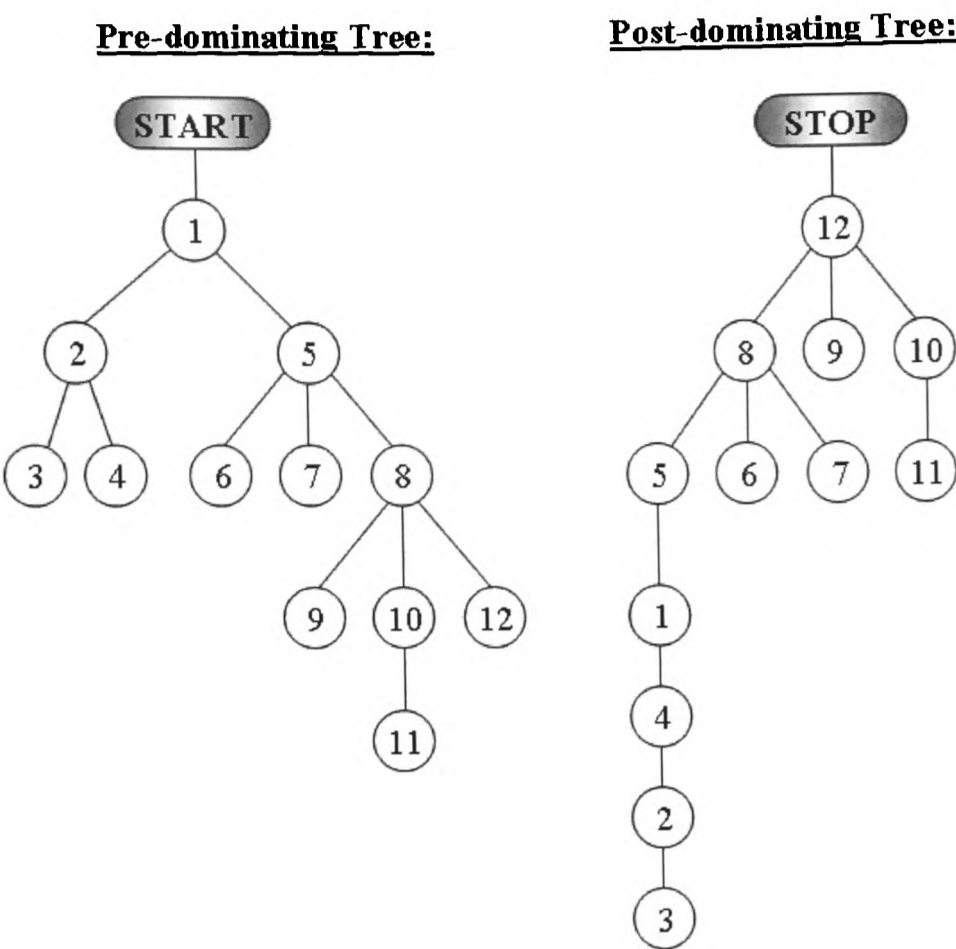 Pre-dominating Tree:
Post-dominating Tree:
START
1
2 5
3 4 6 7 8
9 10 12
11
STOP
12
8 9 10
5 6 7 11
1
4
2
3